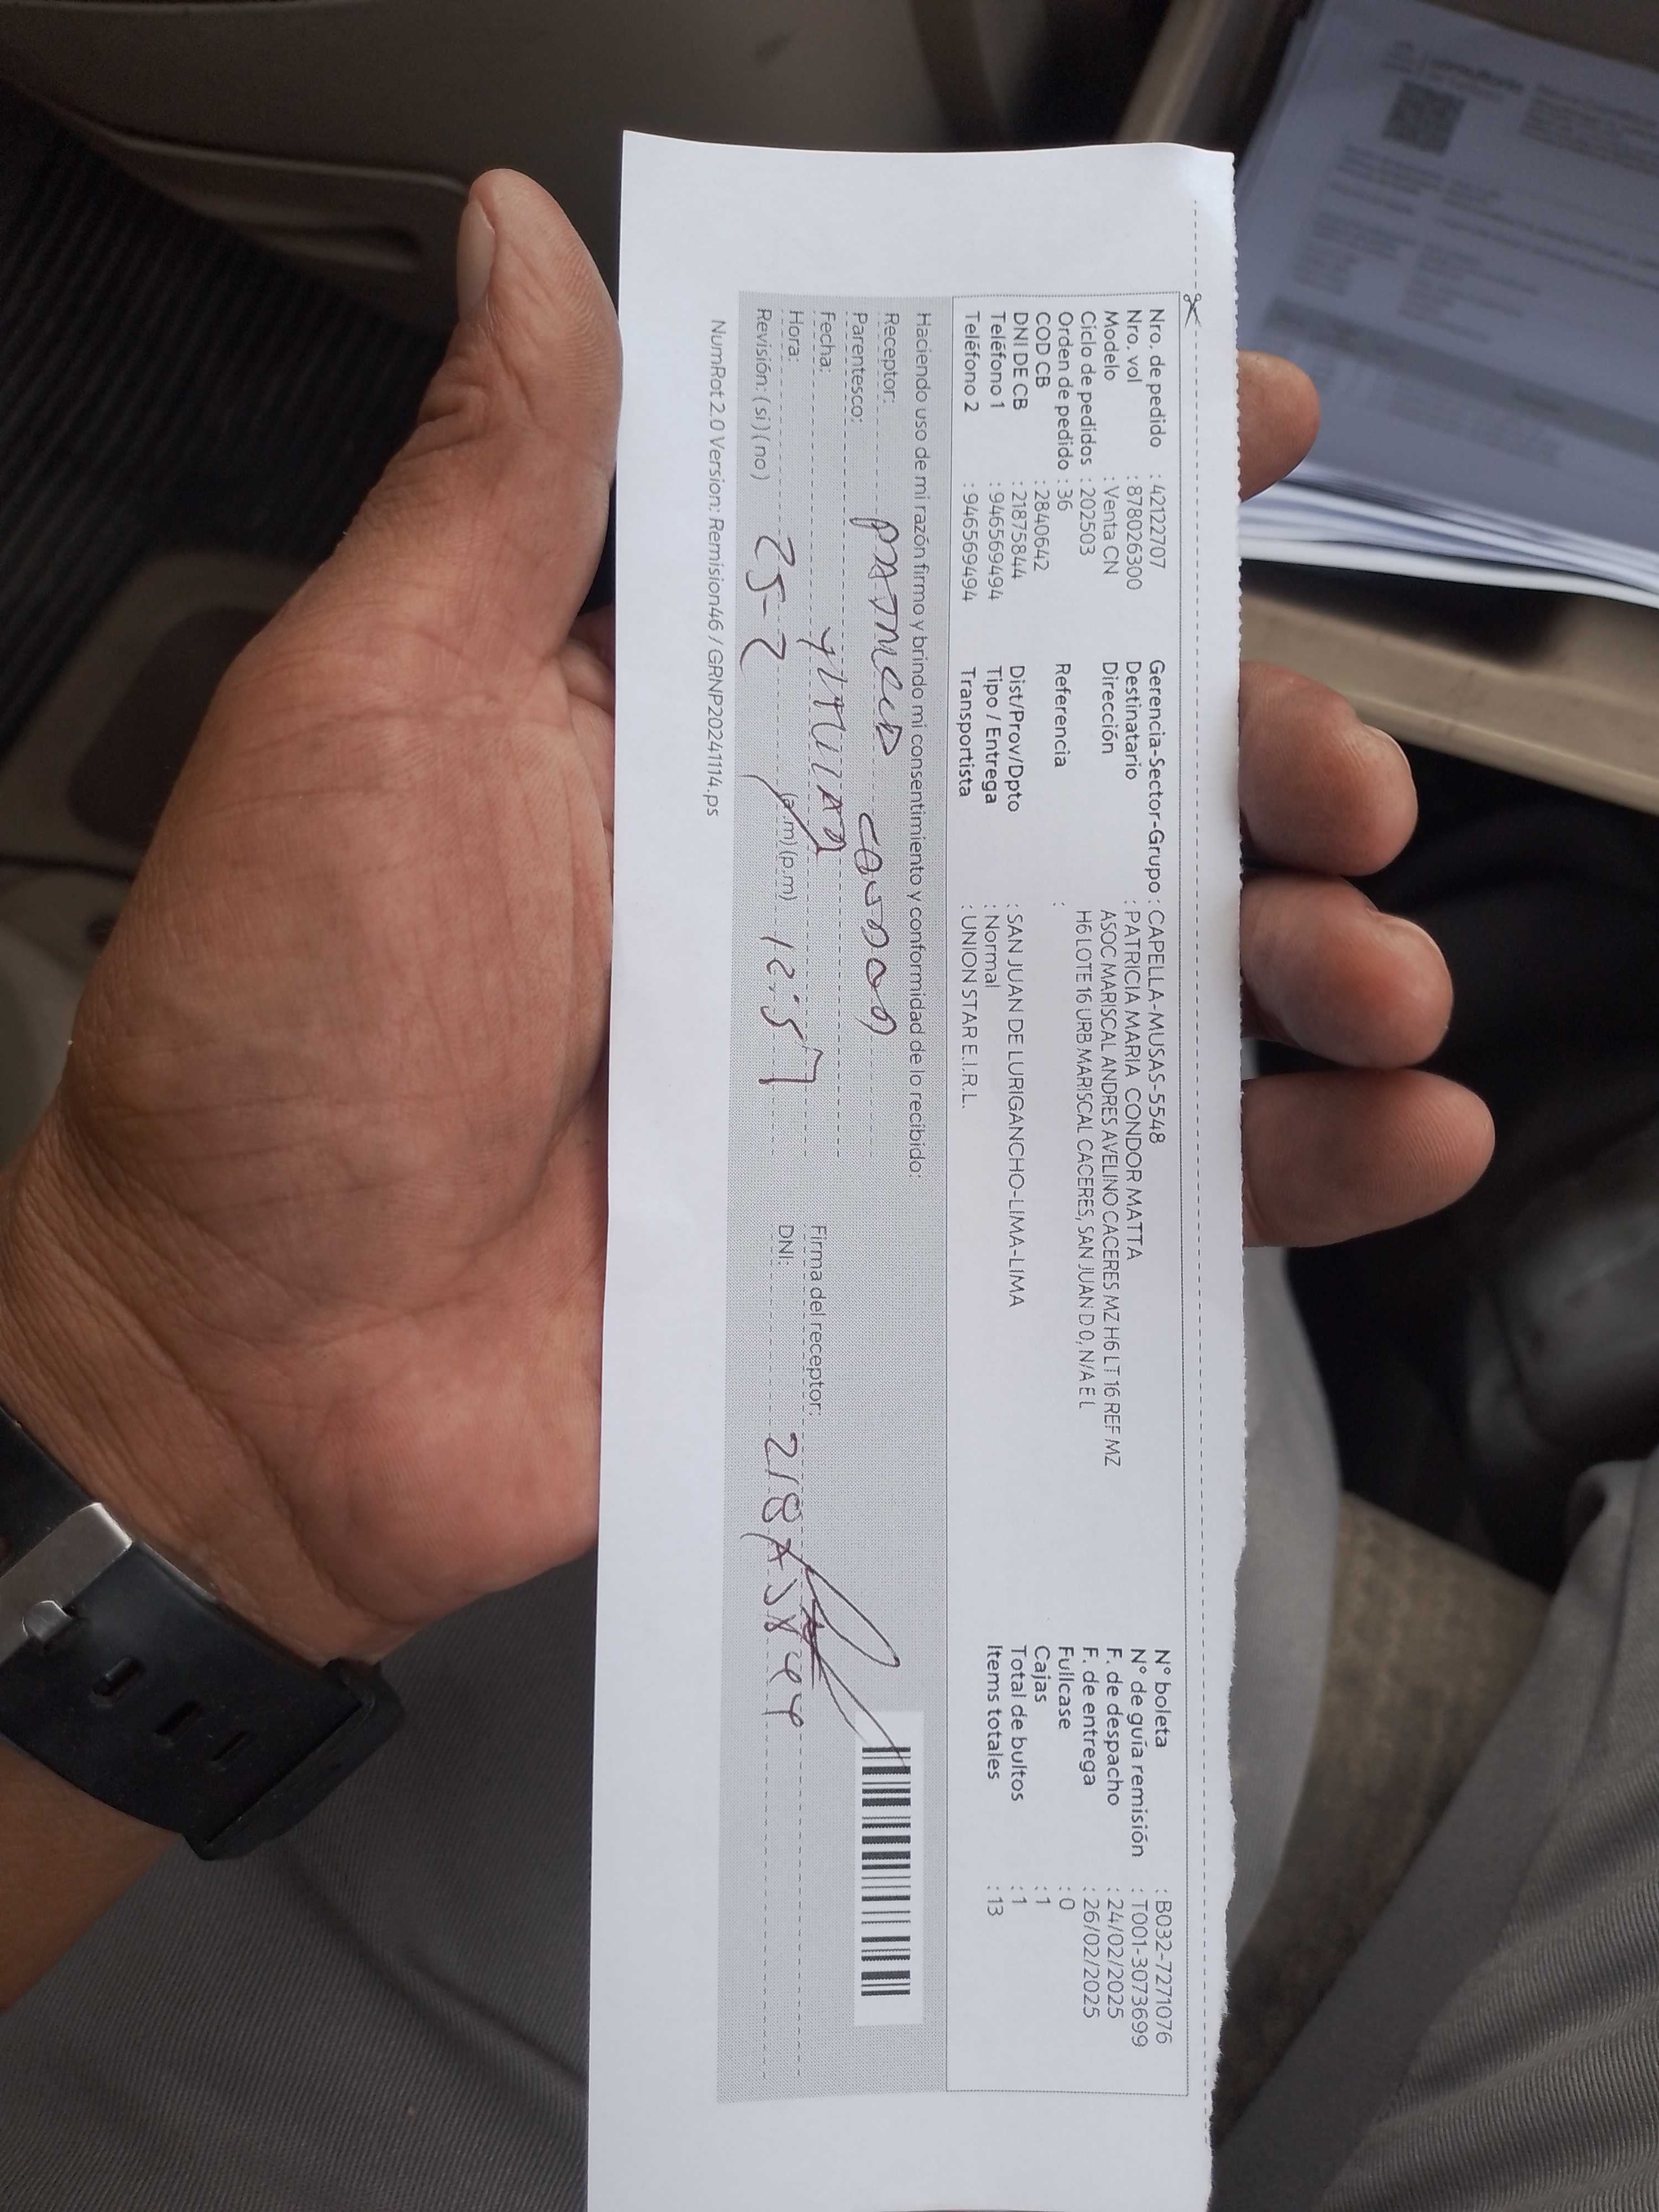 Nro. de pedido : 42122707 Gerencia-Sector-Grupo : CAPELLA-MUSAS-5548 N° boleta : B032-7271076
Nro. vol : 878026300 Destinatario : PATRICIA MARIA CONDOR MATTA N° de guía remisión : T001-3073699
Modelo : Venta CN Dirección ASOC MARISCAL ANDRES AVELINO CACERES MZ H6 LT 16 REF MZ F. de despacho : 24/02/2025
Ciclo de pedidos : 202503 H6 LOTE 16 URB MARISCAL CACERES, SAN JUAN D 0, N/A E L F. de entrega : 26/02/2025
Orden de pedido : 36 Referencia : Fullcase : 0
COD CB : 2840642 Cajas : 1
DNI DE CB : 21875844 Dist/Prov/Dpto : SAN JUAN DE LURIGANCHO-LIMA-LIMA Total de bultos : 1
Teléfono 1 : 946569494 Tipo / Entrega : Normal Items totales : 13
Teléfono 2 : 946569494 Transportista : UNION STAR E.I.R.L.
Haciendo uso de mi razón firmo y brindo mi consentimiento y conformidad de lo recibido:
Receptor: CONDOR
Parentesco:
Fecha: Firma del receptor:
Hora: 25-2 (a.m) (p.m) 12:57 DNI: 21875844
Revisión: (si) (no)
NumRot 2.0 Version: Remision46 / GRNP20241114.ps